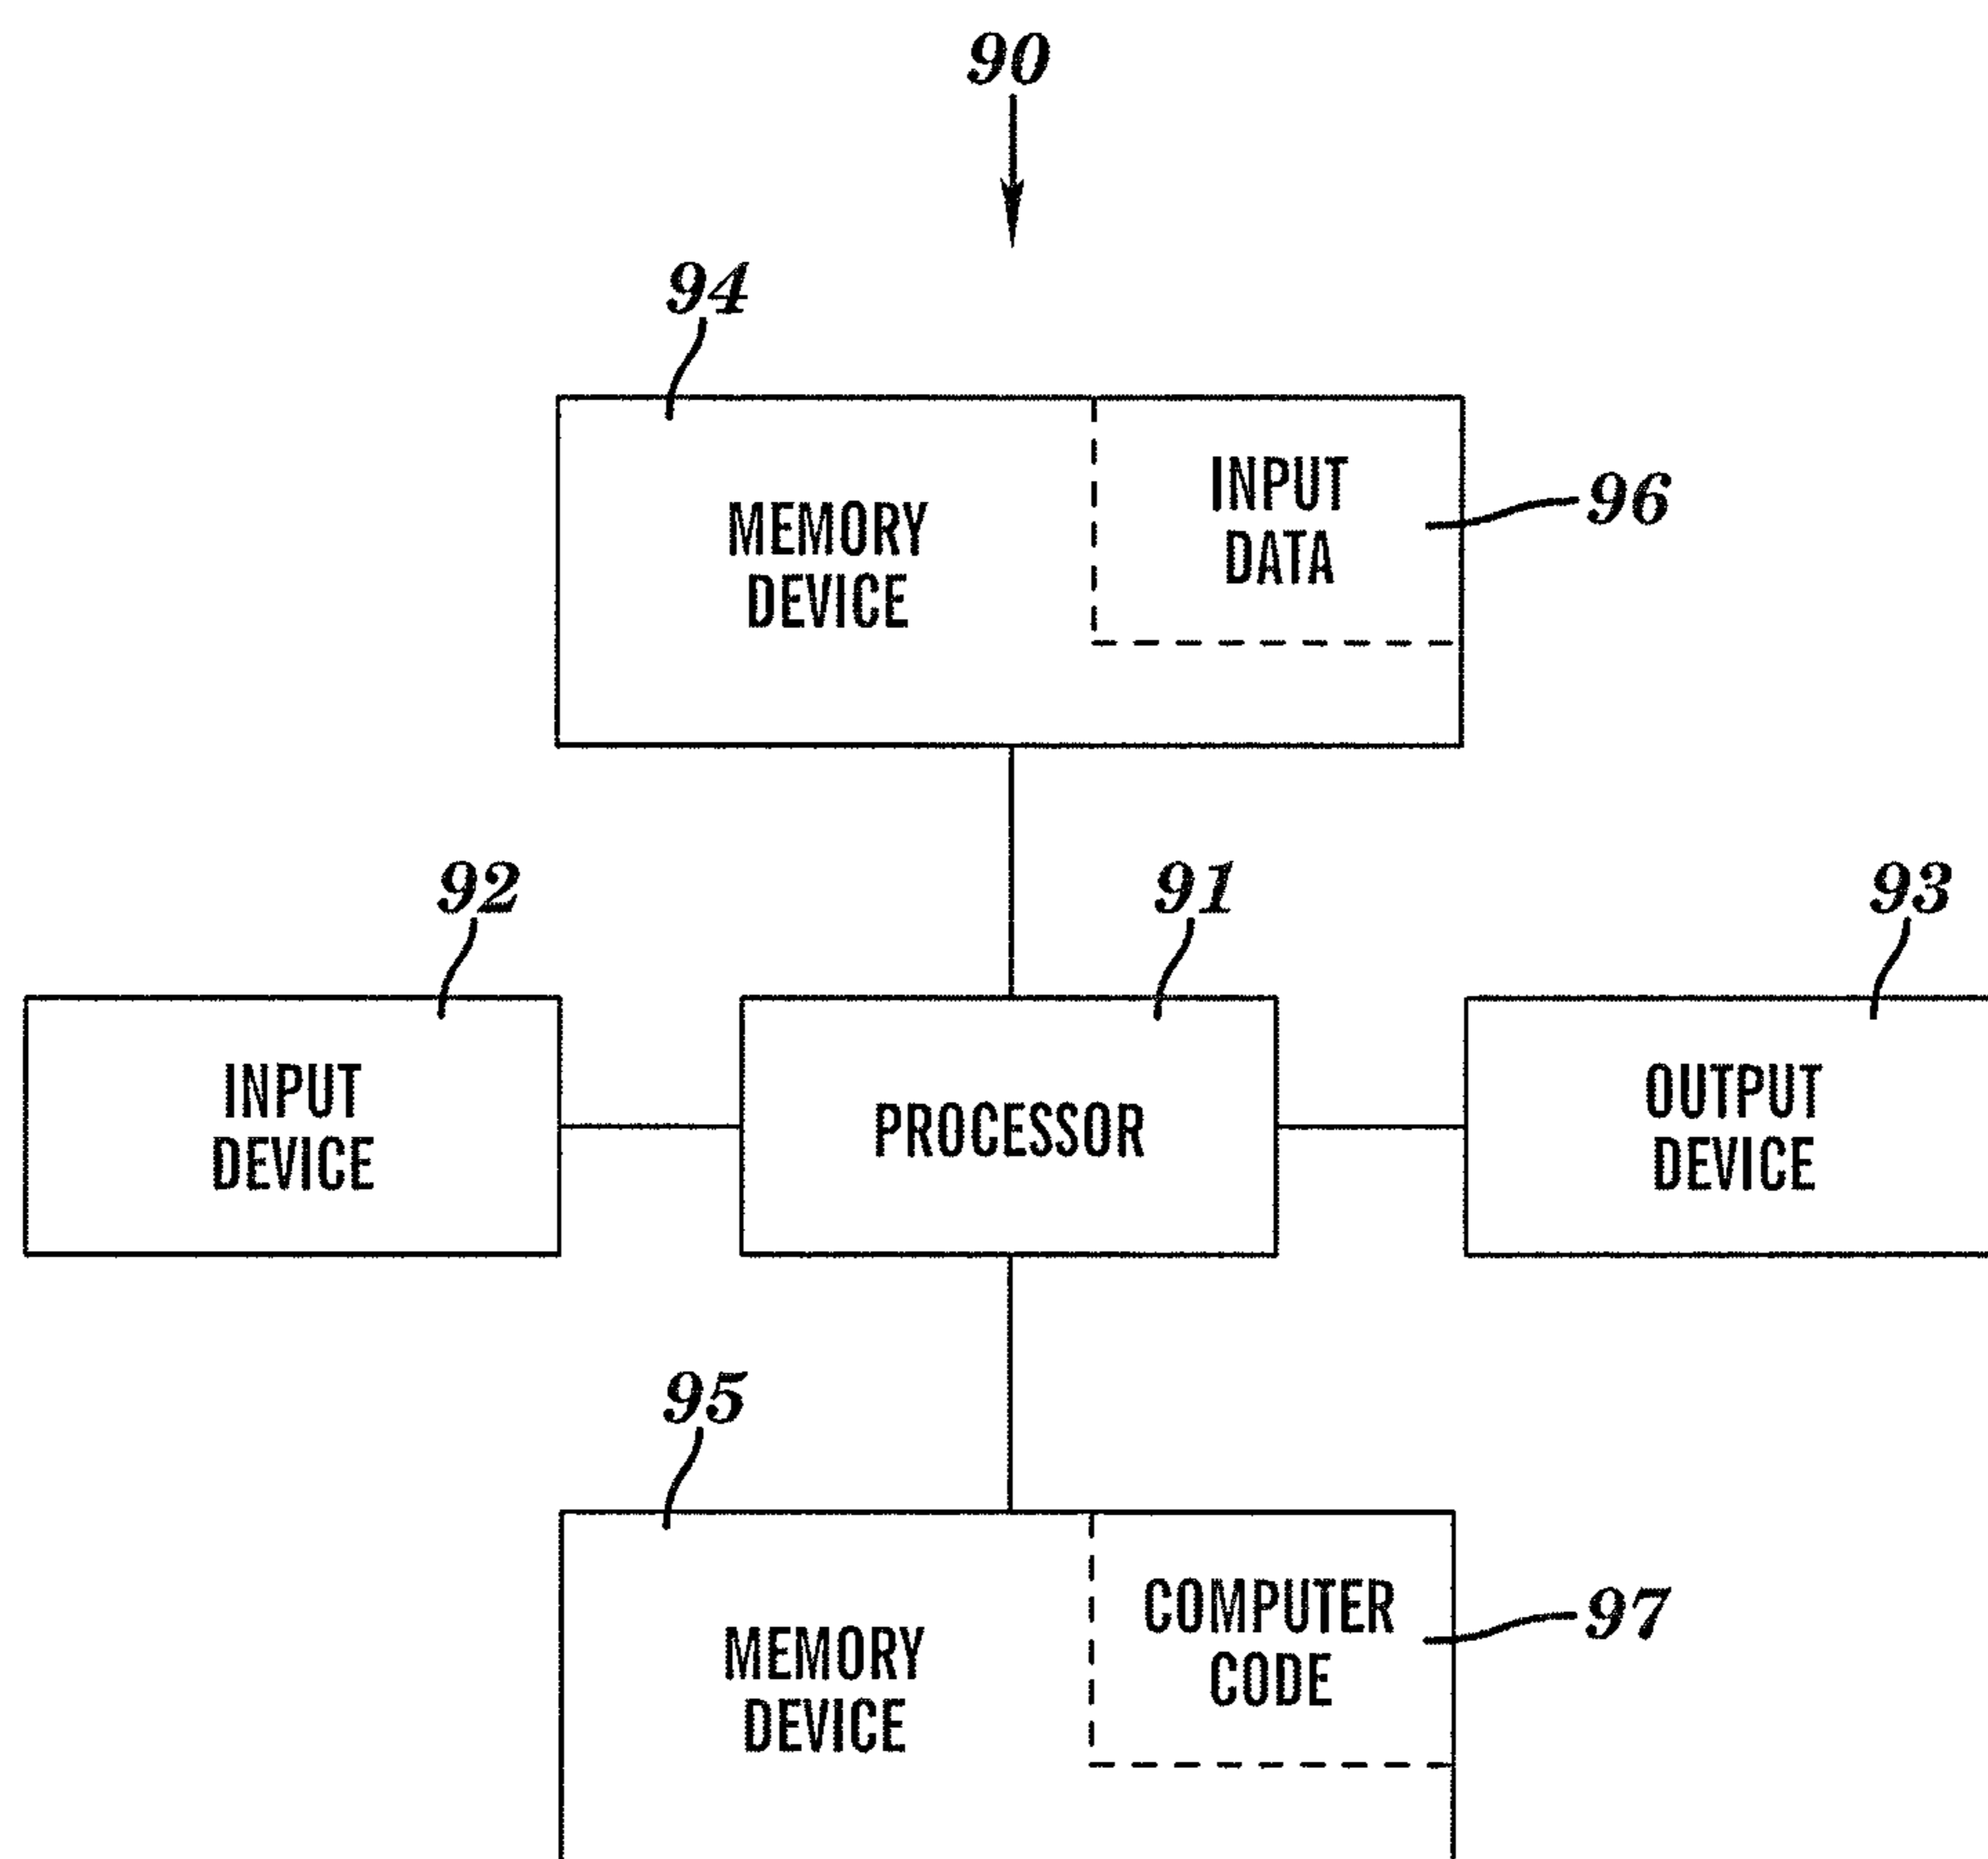 90
94
MEMORY
DEVICE
INPUT
DATA
96
92
91
93
INPUT
DEVICE
PROCESSOR
OUTPUT
DEVICE
95
MEMORY
DEVICE
COMPUTER
CODE
97